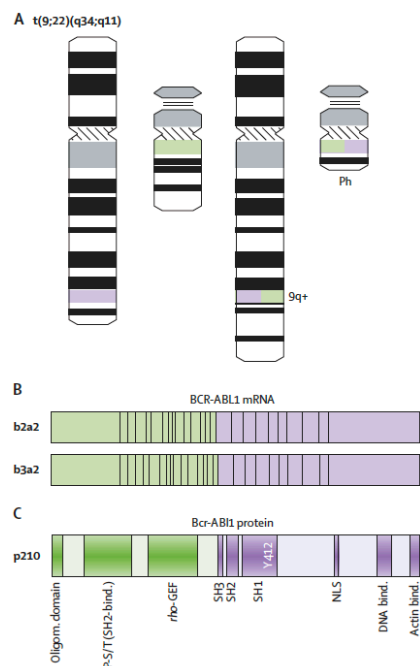 A t(9;22)(q34;q11)
Ph
9q+
B
BCR-ABL1 mRNA
b2a2
b3a2
C
Bcr-ABl1 protein
p210
Y412
Oligom. domain
P-S/T (SH2-bind.)
rho-GEF
SH3
SH2
SH1
NLS
DNA bind.
Actin bind.